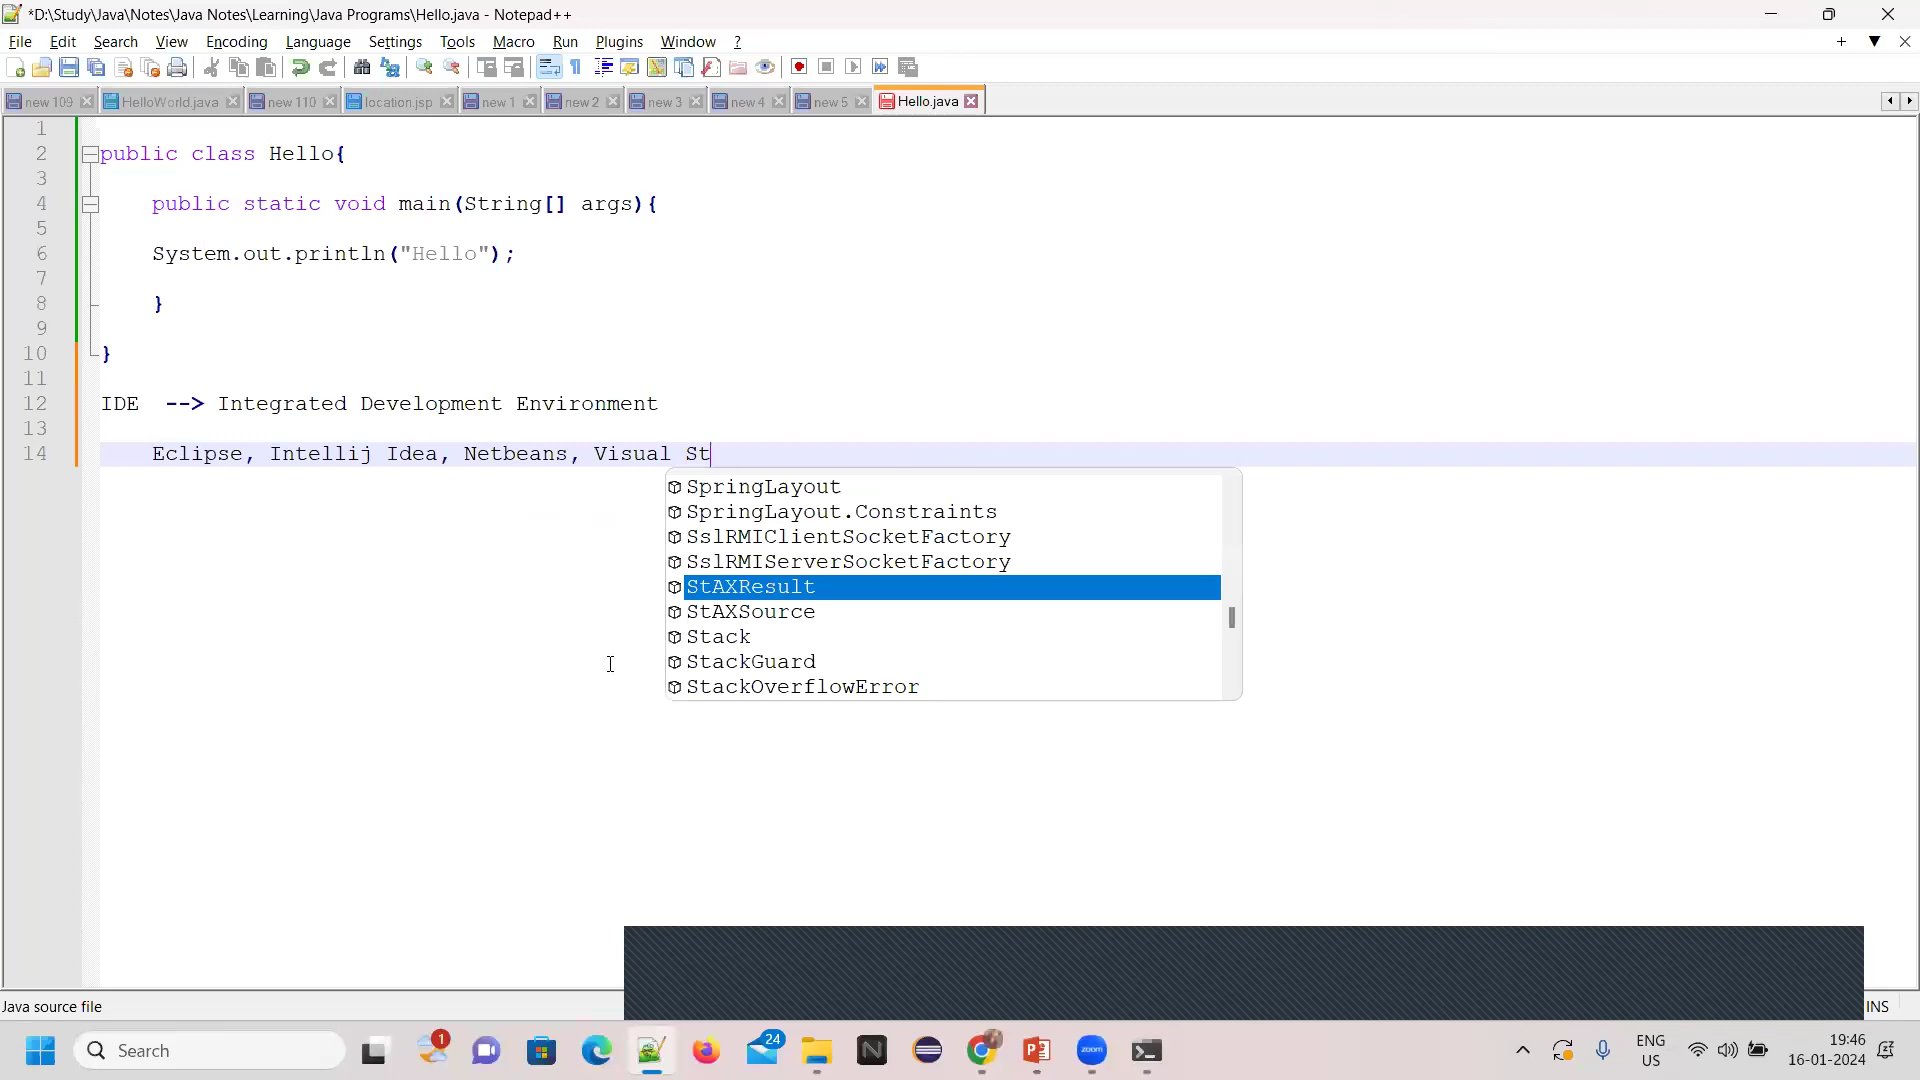 *D:\Study\Java\Notes\Java Notes\Learning\Java Programs\Hello.java - Notepad++
File Edit Search View Encoding Language Settings Tools Macro Run Plugins Window ?
new 109 HelloWorld.java new 110 location.jsp new 1 new 2 new 3 new 4 new 5 Hello.java
1
2 public class Hello{
3
4 public static void main(String[] args){
5
6 System.out.println("Hello");
7
8 }
9
10 }
11
12 IDE --> Integrated Development Environment
13
14 Eclipse, Intellij Idea, Netbeans, Visual St
SpringLayout
SpringLayout.Constraints
SslRMIClientSocketFactory
SslRMIServerSocketFactory
StAXResult
StAXSource
Stack
StackGuard
StackOverflowError
Java source file INS
Search 1 24 N zoom ENG US 19:46 16-01-2024